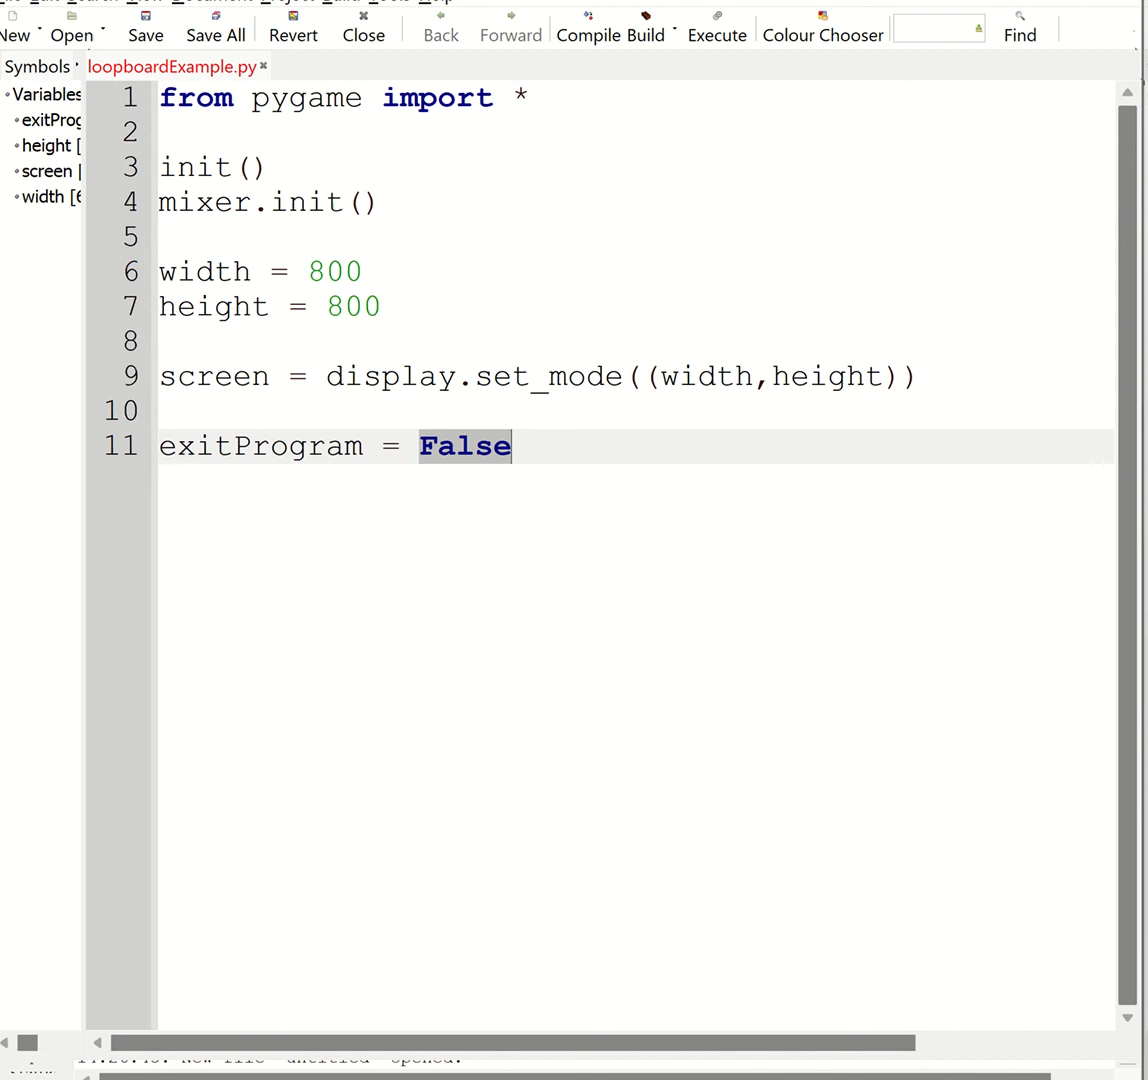 New Open Save Save All Revert Close Back Forward Compile Build Execute Colour Chooser Find
Symbols loopboardExample.py
Variables
exitProg
height [
screen [
width [6
1 from pygame import *
2
3 init()
4 mixer.init()
5
6 width = 800
7 height = 800
8
9 screen = display.set_mode((width,height))
10
11 exitProgram = False